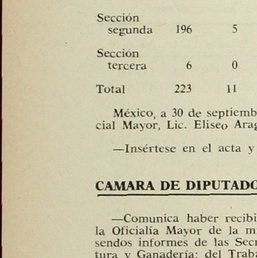 Sección
segunda 196 5
Sección
tercera 6 0
Total 223 11
México, a 30 de septiemb
cial Mayor, Lic. Eliseo Arag
—Insértese en el acta y
CAMARA DE DIPUTADO
—Comunica haber recibi
la Oficialía Mayor de la m
sendos informes de las Sec
tura y Ganadería; del Trab